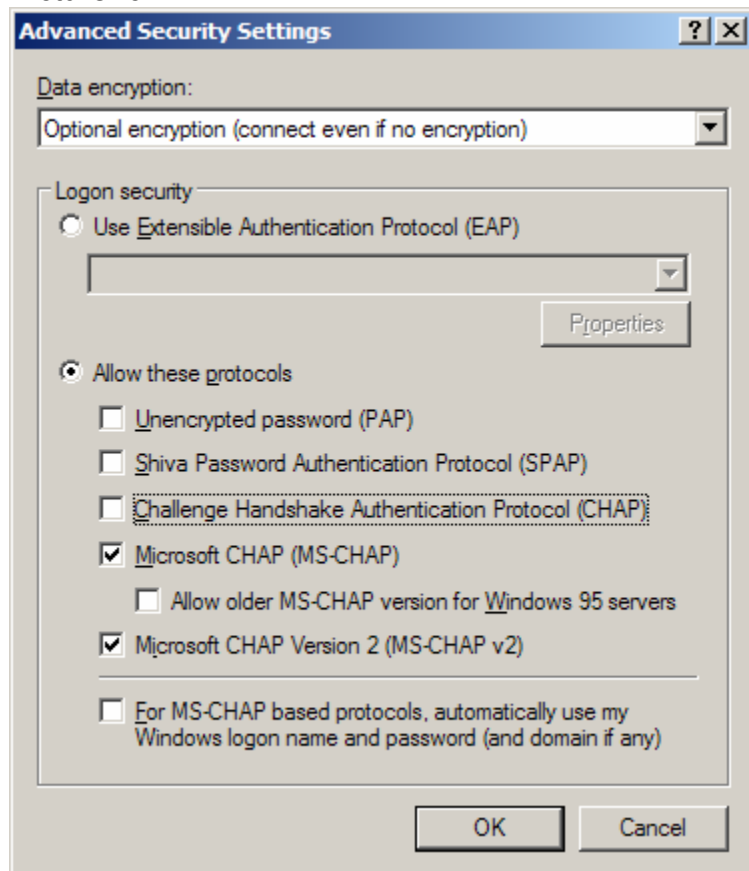 Advanced Security Settings
Data encryption:
Optional encryption (connect even if no encryption)
Logon security
Use Extensible Authentication Protocol (EAP)
Properties
Allow these protocols
Unencrypted password (PAP)
Shiva Password Authentication Protocol (SPAP)
Challenge Handshake Authentication Protocol (CHAP)
Microsoft CHAP (MS-CHAP)
Allow older MS-CHAP version for Windows 95 servers
Microsoft CHAP Version 2 (MS-CHAP v2)
For MS-CHAP based protocols, automatically use my
Windows logon name and password (and domain if any)
OK Cancel